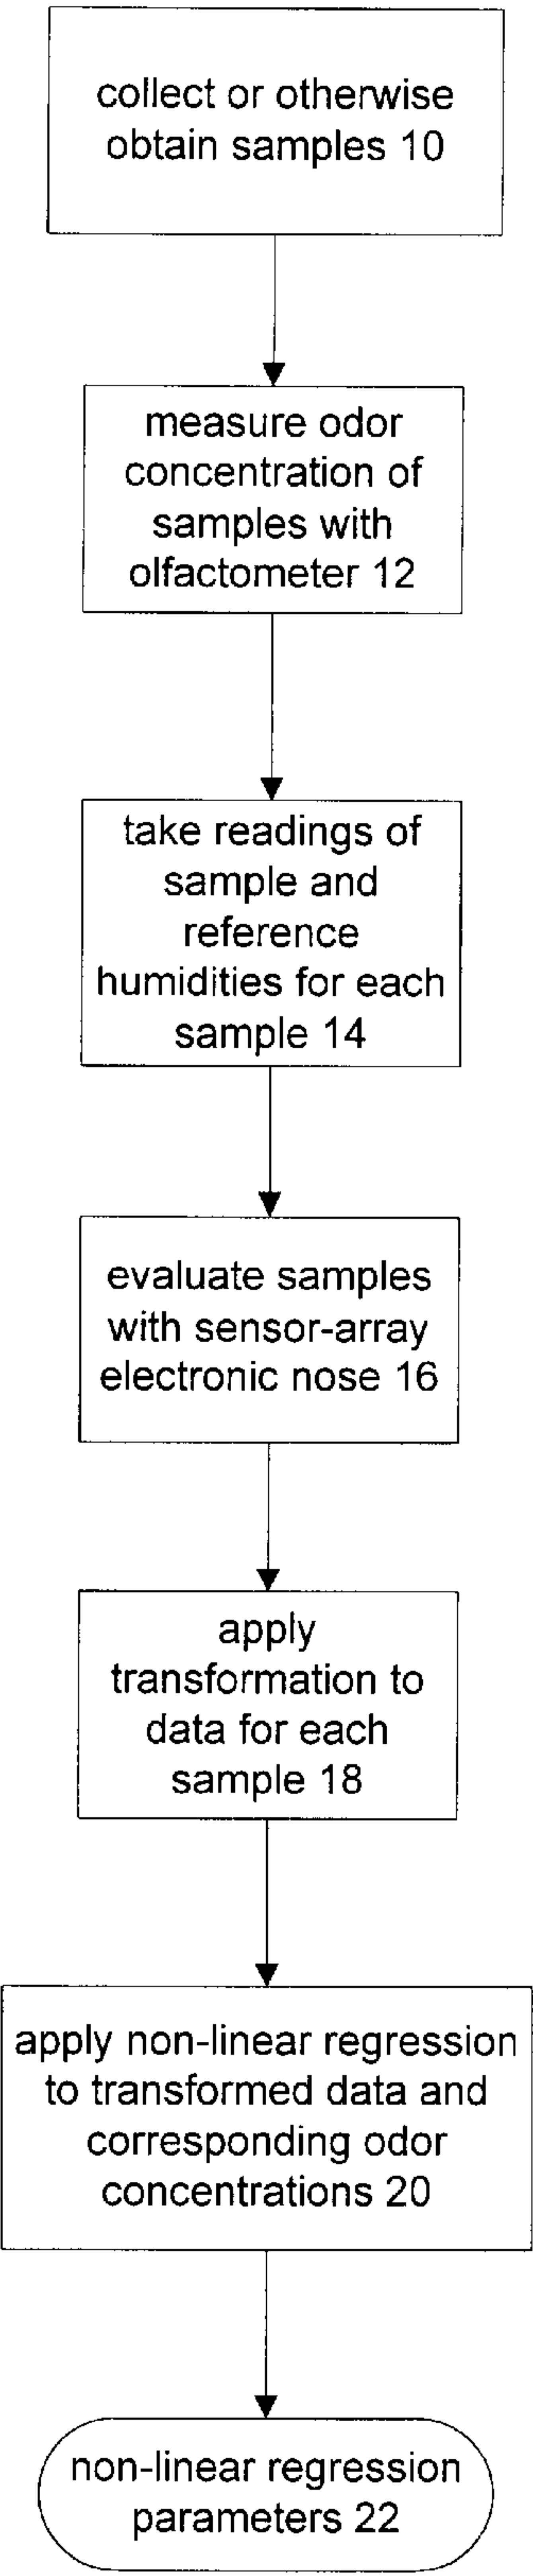 collect or otherwise
obtain samples 10
measure odor
concentration of
samples with
olfactometer 12
take readings of
sample and
reference
humidities for each
sample 14
evaluate samples
with sensor-array
electronic nose 16
apply
transformation to
data for each
sample 18
apply non-linear regression
to transformed data and
corresponding odor
concentrations 20
non-linear regression
parameters 22